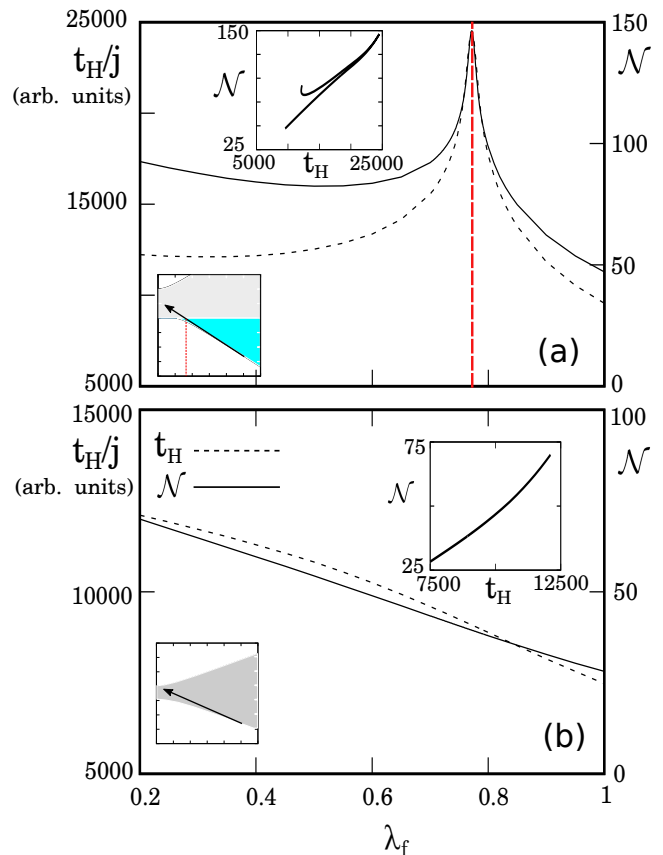 25000
t_H/j
(arb. units)
15000
5000
150
𝒩
100
50
0
150
𝒩
25
5000
t_H
25000
(a)
15000
t_H/j
(arb. units)
10000
5000
100
𝒩
50
0
t_H
𝒩
75
𝒩
25
7500
t_H
12500
(b)
0.2
0.4
0.6
0.8
1
λ_f